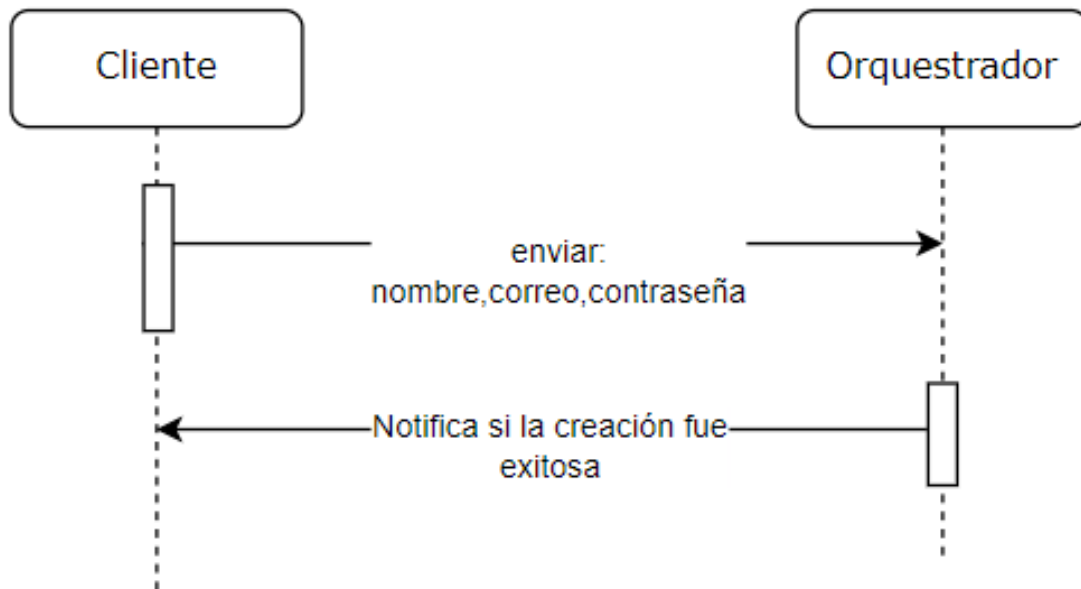 Cliente
Orquestrador
enviar:
nombre,correo,contraseña
Notifica si la creación fue
exitosa